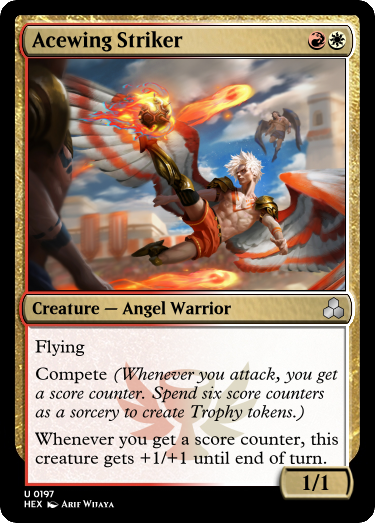 Acewing Striker
Creature — Angel Warrior
Flying
Compete (Whenever you attack, you get
a score counter. Spend six score counters
as a sorcery to create Trophy tokens.)
Whenever you get a score counter, this
creature gets +1/+1 until end of turn.
1/1
U 0197
HEX Arif Wijaya